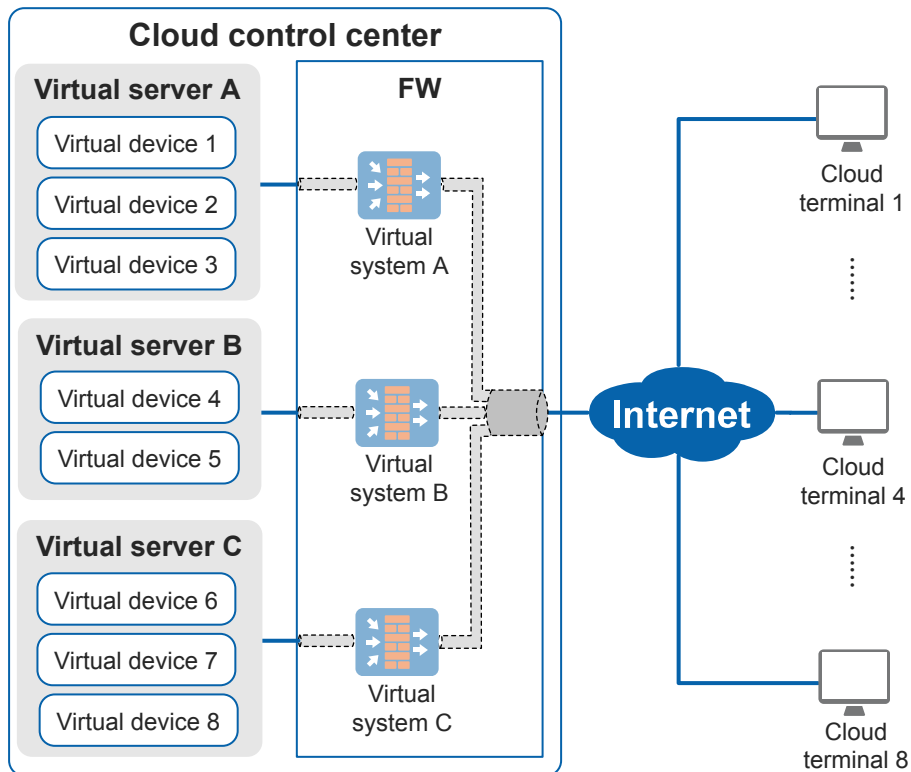 Cloud control center
Virtual server A
Virtual device 1
Virtual device 2
Virtual device 3
Virtual server B
Virtual device 4
Virtual device 5
Virtual server C
Virtual device 6
Virtual device 7
Virtual device 8
FW
Virtual
system A
Virtual
system B
Virtual
system C
Internet
Cloud
terminal 1
Cloud
terminal 4
Cloud
terminal 8